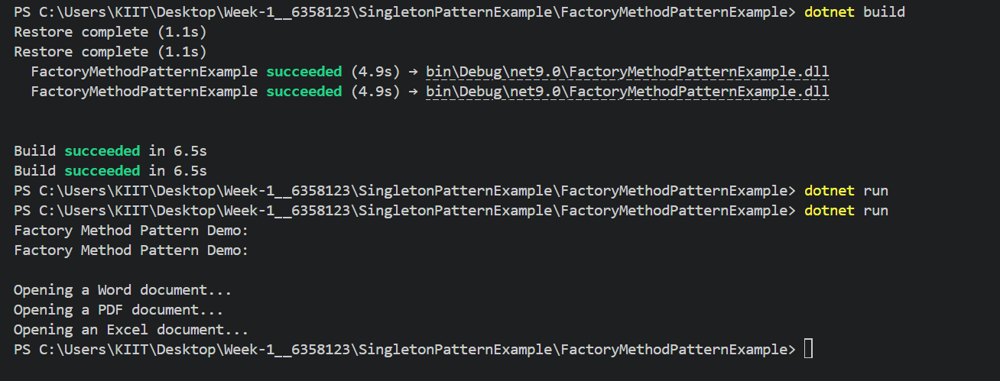 PS C:\Users\KIIT\Desktop\Week-1__6358123\SingletonPatternExample\FactoryMethodPatternExample> dotnet build
Restore complete (1.1s)
Restore complete (1.1s)
  FactoryMethodPatternExample succeeded (4.9s) → bin\Debug\net9.0\FactoryMethodPatternExample.dll
  FactoryMethodPatternExample succeeded (4.9s) → bin\Debug\net9.0\FactoryMethodPatternExample.dll
Build succeeded in 6.5s
Build succeeded in 6.5s
PS C:\Users\KIIT\Desktop\Week-1__6358123\SingletonPatternExample\FactoryMethodPatternExample> dotnet run
PS C:\Users\KIIT\Desktop\Week-1__6358123\SingletonPatternExample\FactoryMethodPatternExample> dotnet run
Factory Method Pattern Demo:
Factory Method Pattern Demo:
Opening a Word document...
Opening a PDF document...
Opening an Excel document...
PS C:\Users\KIIT\Desktop\Week-1__6358123\SingletonPatternExample\FactoryMethodPatternExample>